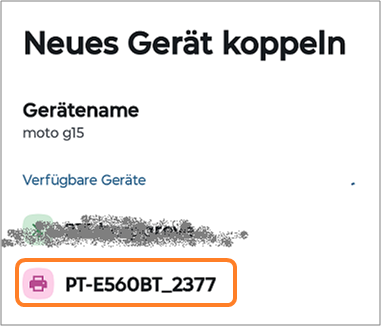 Neues Gerät koppeln
Gerätename
moto g15
Verfügbare Geräte
PT-E560BT_2377